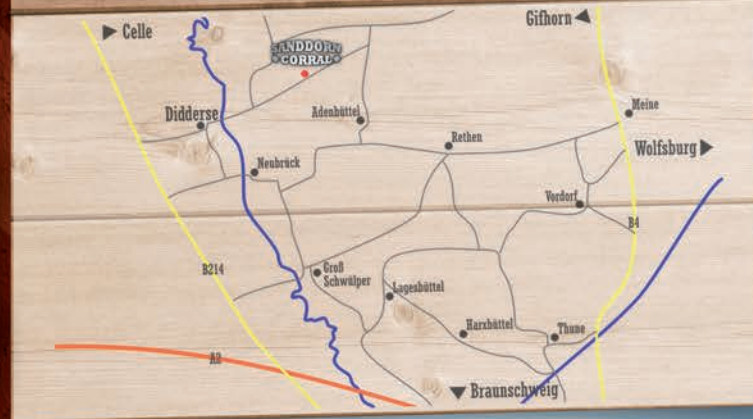 Gifhorn
Celle
SANDDORN
CORRAL
Meine
Didderse
Adenbüttel
Rethen
Wolfsburg
Neubrück
Vordorf
B4
B214
Groß
Schwülper
Lagesbüttel
Harxbüttel
Thune
A2
Braunschweig